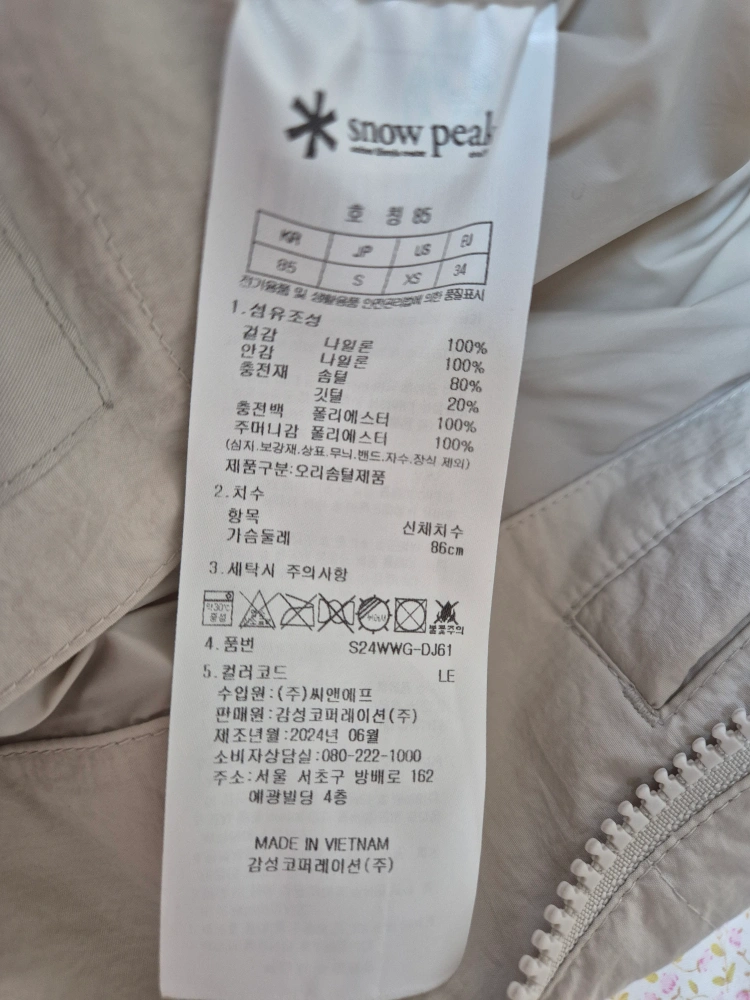 snow peak
호 칭 85
KR JP US EU
85 S XS 34
전기용품 및 생활용품 안전관리법에 의한 품질표시
1.섬유조성
겉감 나일론 100%
안감 나일론 100%
충전재 솜털 80%
깃털 20%
충전백 폴리에스터 100%
주머니감 폴리에스터 100%
(심지.보강재.상표.무늬.밴드.자수.장식 제외)
제품구분:오리솜털제품
2.치수
항목 신체치수
가슴둘레 86cm
3.세탁시 주의사항
약30℃ 중성
불꽃주의
4.품번 S24WWG-DJ61
5.컬러코드 LE
수입원:(주)씨앤에프
판매원:감성코퍼레이션(주)
제조년월:2024년 06월
소비자상담실:080-222-1000
주소:서울 서초구 방배로 162
예광빌딩 4층
MADE IN VIETNAM
감성코퍼레이션(주)